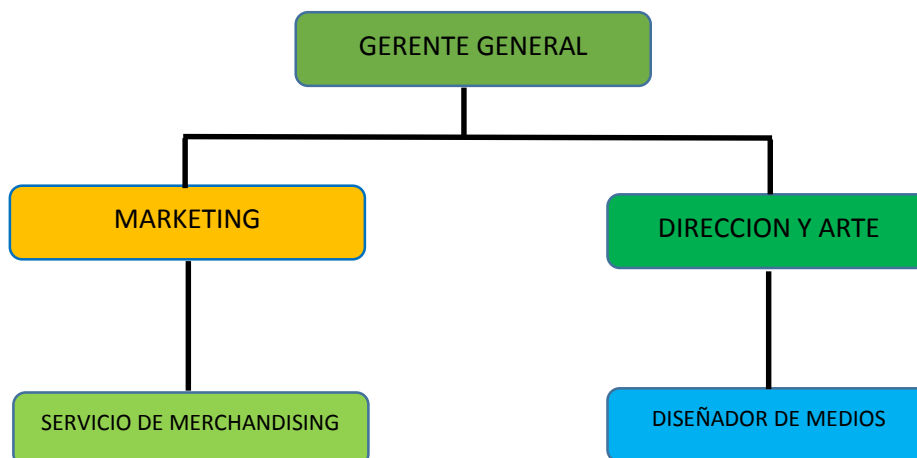 GERENTE GENERAL
MARKETING
DIRECCION Y ARTE
SERVICIO DE MERCHANDISING
DISEÑADOR DE MEDIOS